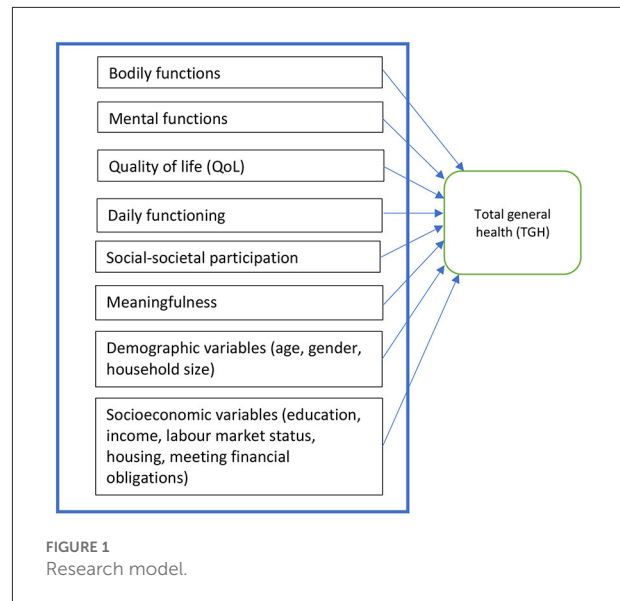 Bodily functions
Mental functions
Quality of life (QoL)
Daily functioning
Social-societal participation
Meaningfulness
Demographic variables (age, gender,
household size)
Socioeconomic variables (education,
income, labour market status,
housing, meeting financial
obligations)
Total general
health (TGH)
FIGURE 1
Research model.